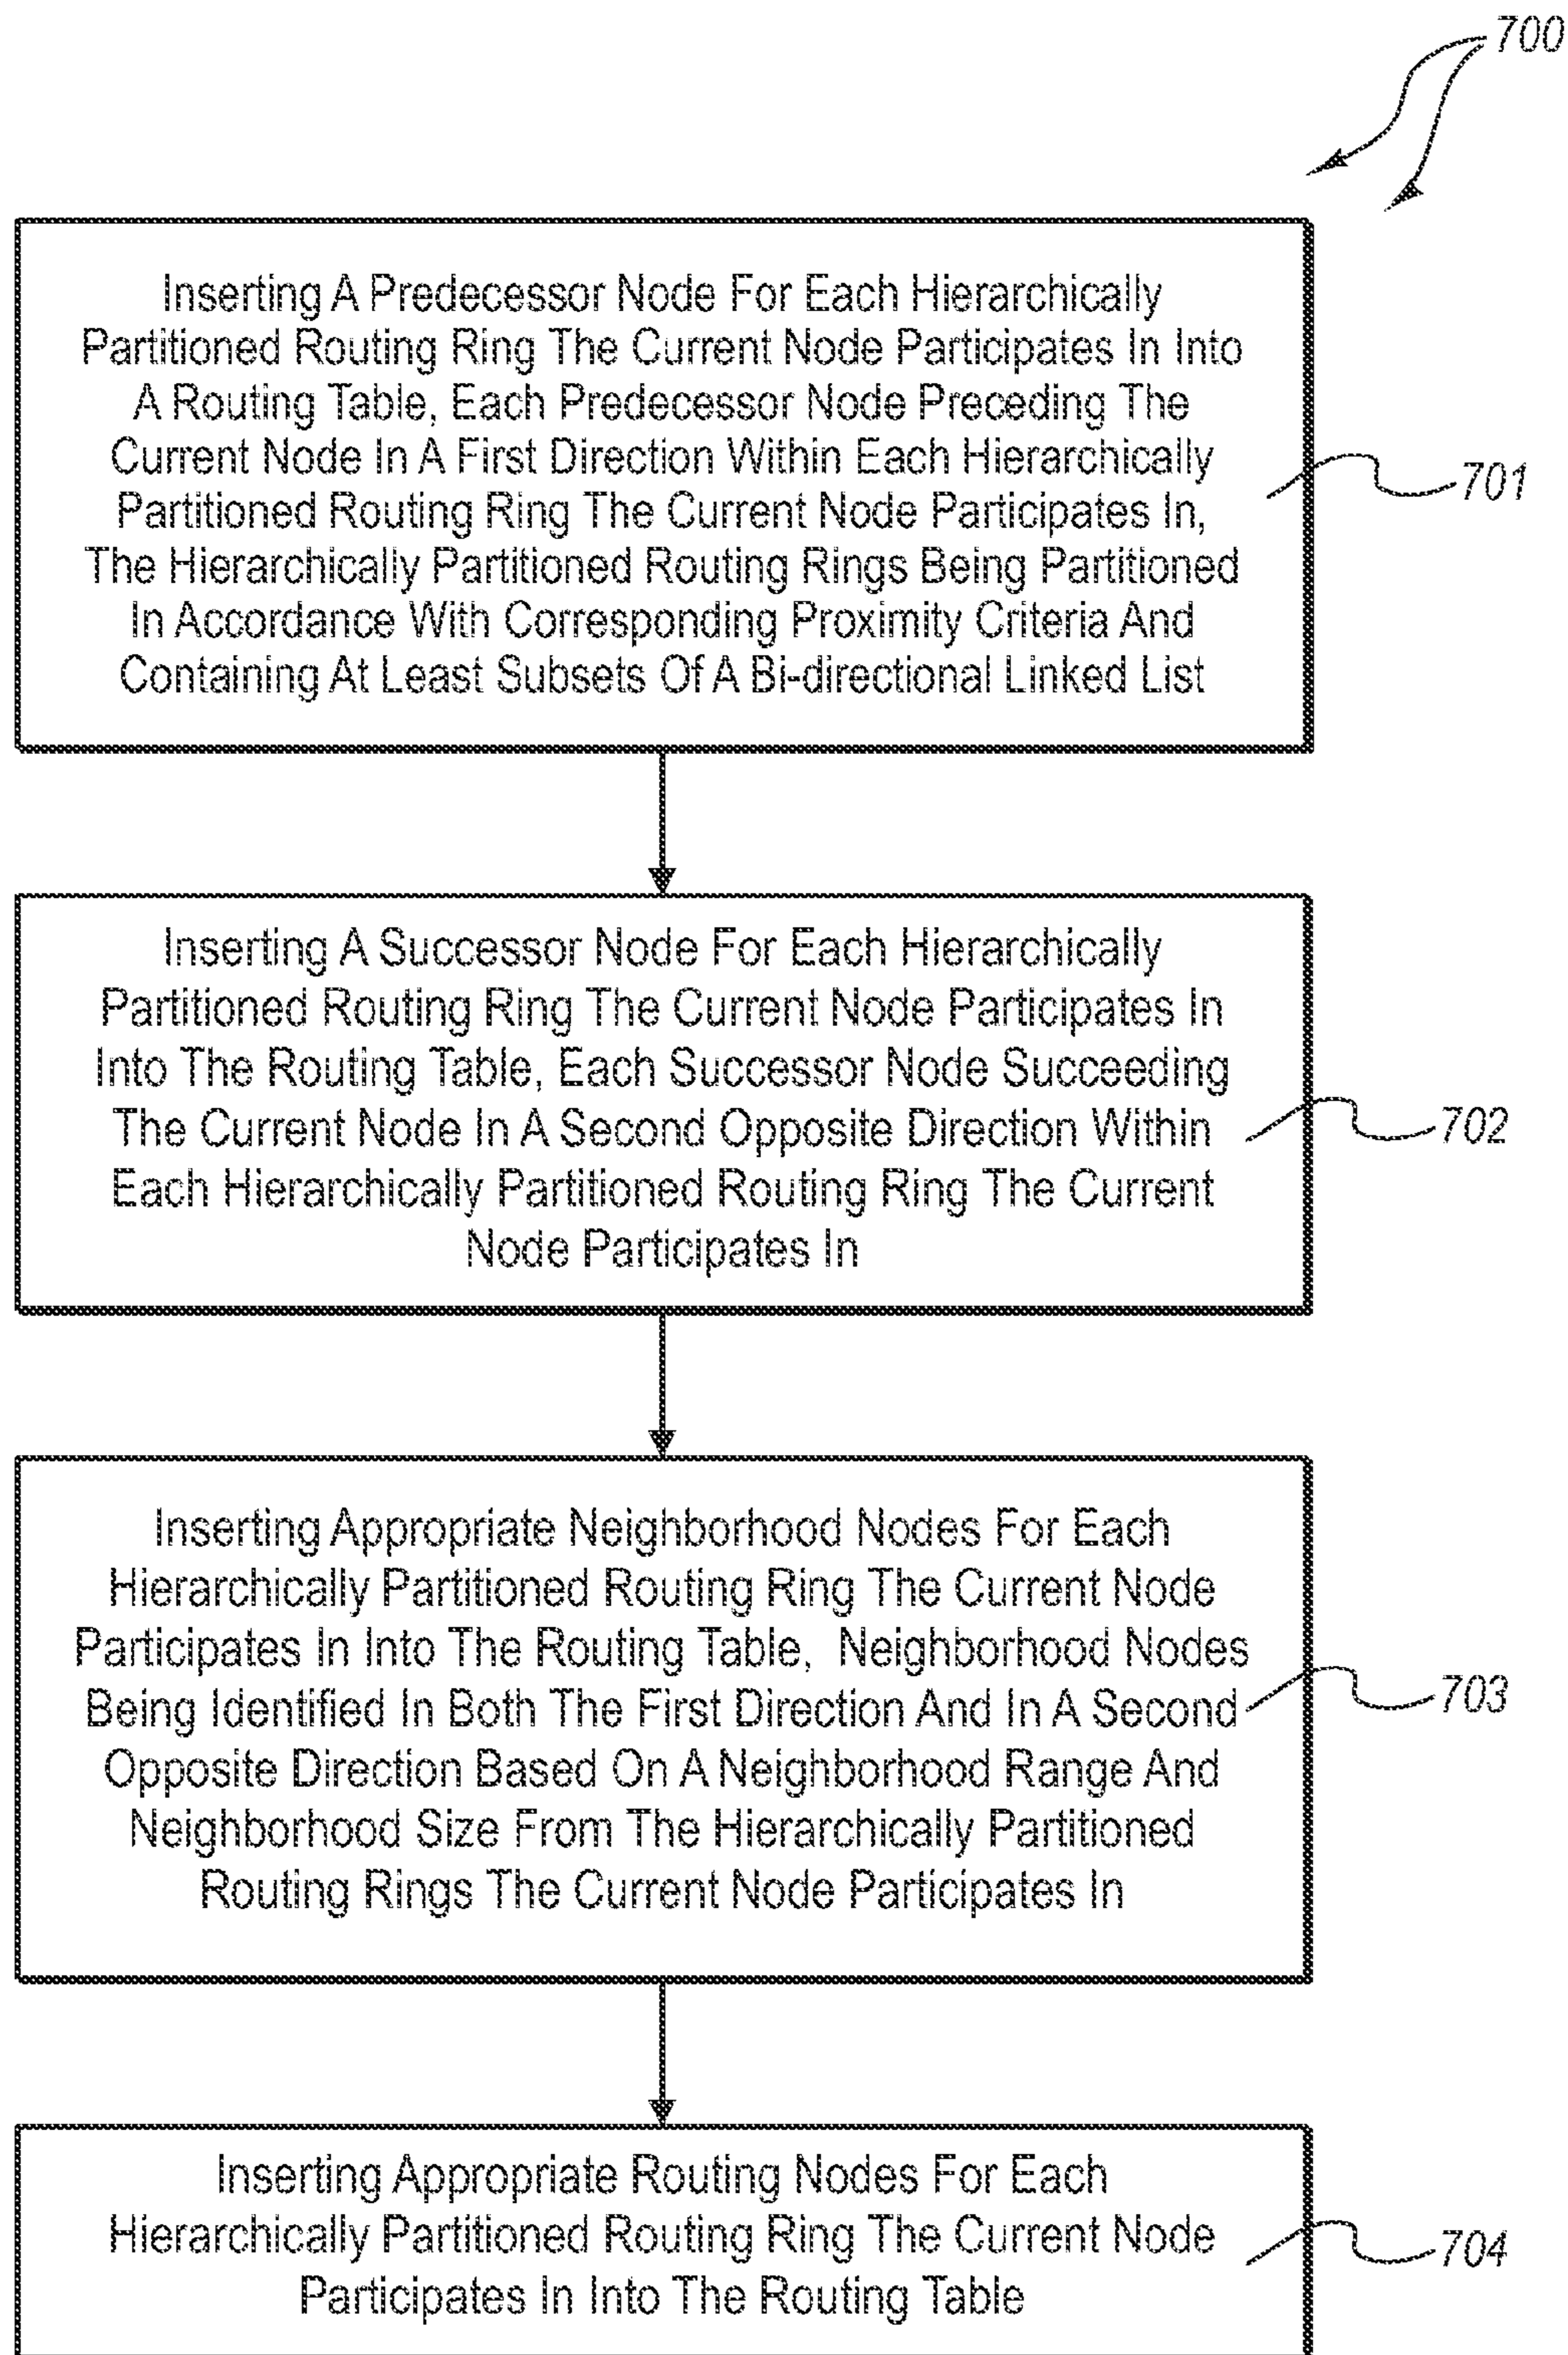 700
Inserting A Predecessor Node For Each Hierarchically
Partitioned Routing Ring The Current Node Participates In Into
A Routing Table, Each Predecessor Node Preceding The
Current Node In A First Direction Within Each Hierarchically
Partitioned Routing Ring The Current Node Participates In,
The Hierarchically Partitioned Routing Rings Being Partitioned
In Accordance With Corresponding Proximity Criteria And
Containing At Least Subsets Of A Bi-directional Linked List
701
Inserting A Successor Node For Each Hierarchically
Partitioned Routing Ring The Current Node Participates In
Into The Routing Table, Each Successor Node Succeeding
The Current Node In A Second Opposite Direction Within
Each Hierarchically Partitioned Routing Ring The Current
Node Participates In
702
Inserting Appropriate Neighborhood Nodes For Each
Hierarchically Partitioned Routing Ring The Current Node
Participates In Into The Routing Table, Neighborhood Nodes
Being Identified In Both The First Direction And In A Second
Opposite Direction Based On A Neighborhood Range And
Neighborhood Size From The Hierarchically Partitioned
Routing Rings The Current Node Participates In
703
Inserting Appropriate Routing Nodes For Each
Hierarchically Partitioned Routing Ring The Current Node
Participates In Into The Routing Table
704